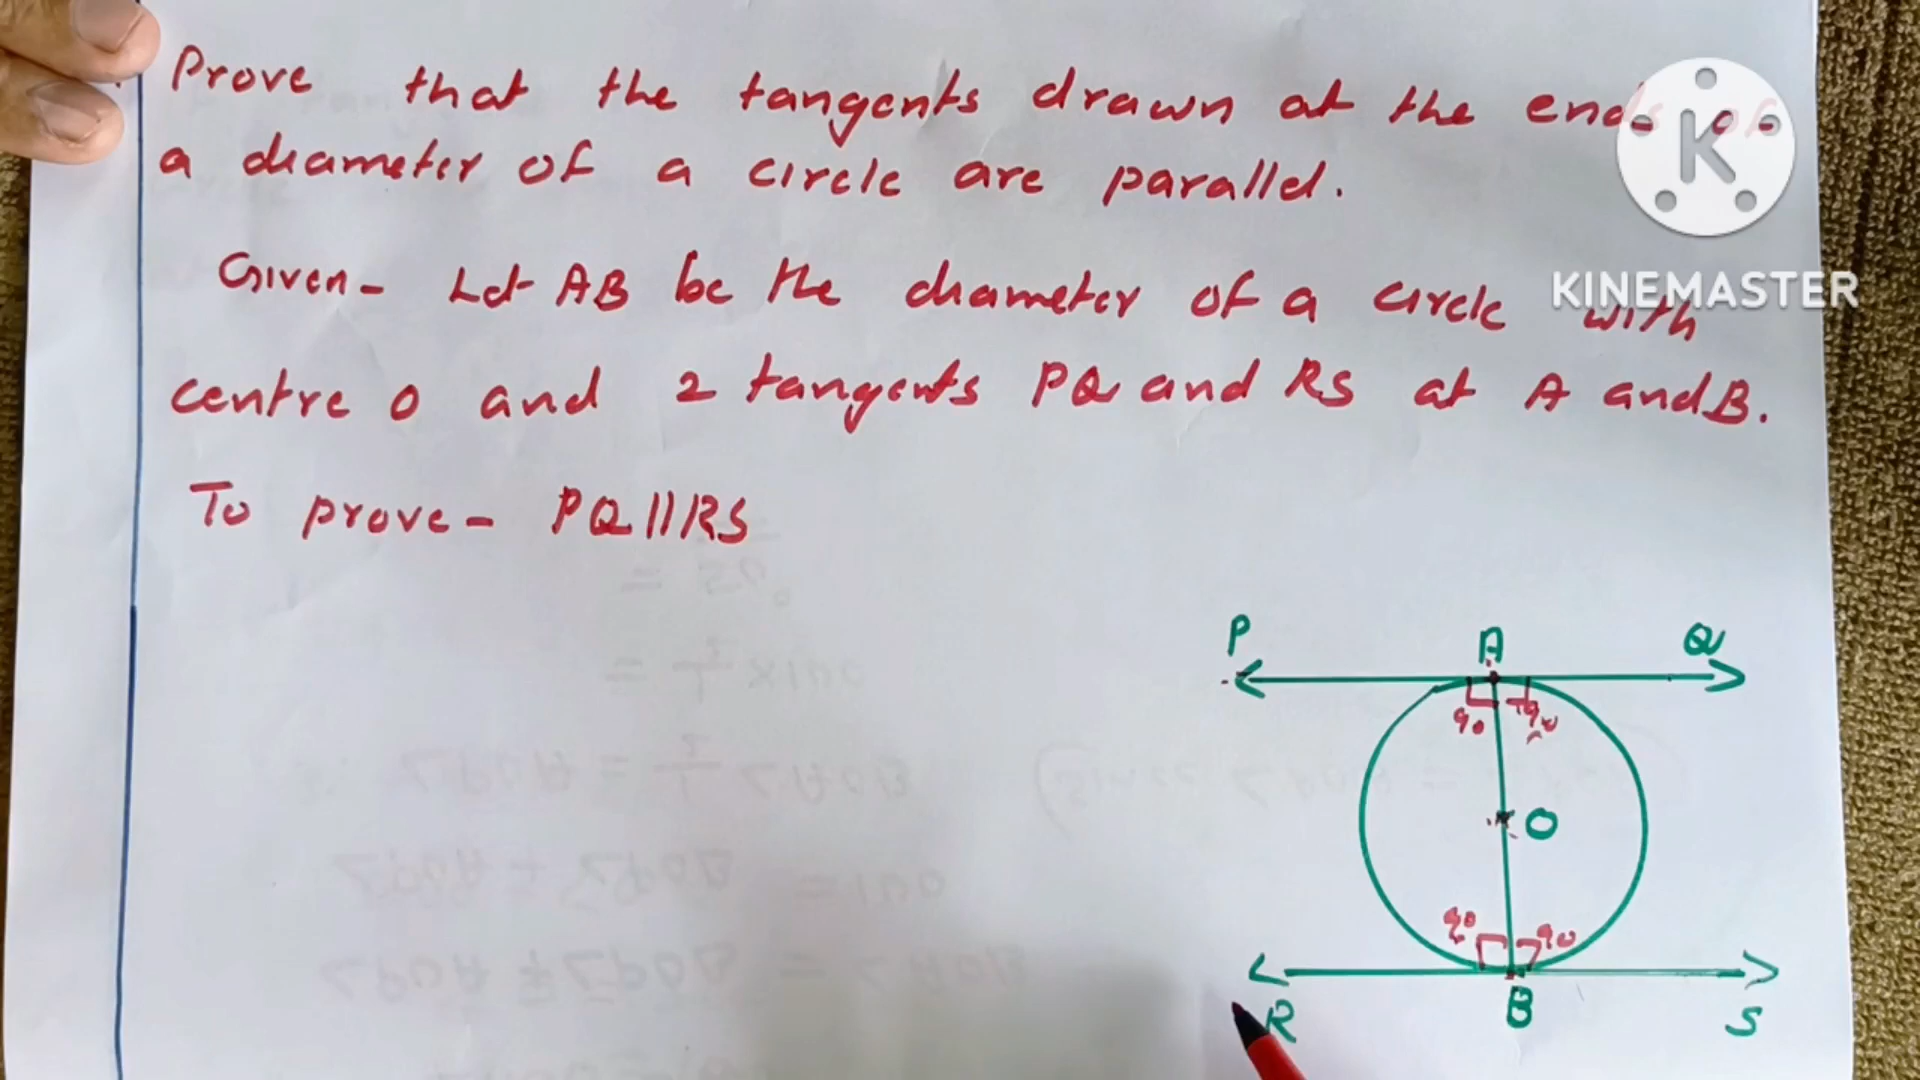 Prove that the tangents drawn at the ends of
a diameter of a circle are parallel.
KINEMASTER
Given - Let AB be the diameter of a circle with
centre O and 2 tangents PQ and RS at A and B.
To prove - PQ || RS
P A Q
90 90
O
90 90
R B S